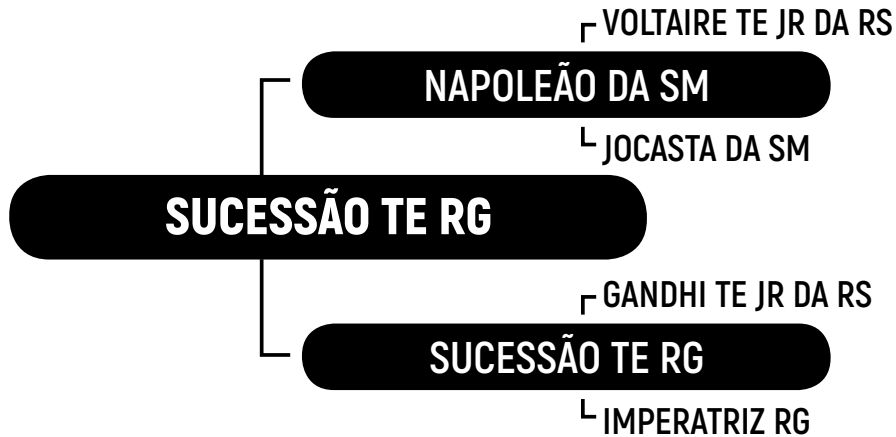 VOLTAIRE TE JR DA RS
NAPOLEÃO DA SM
JOCASTA DA SM
SUCESSÃO TE RG
GANDHI TE JR DA RS
SUCESSÃO TE RG
IMPERATRIZ RG